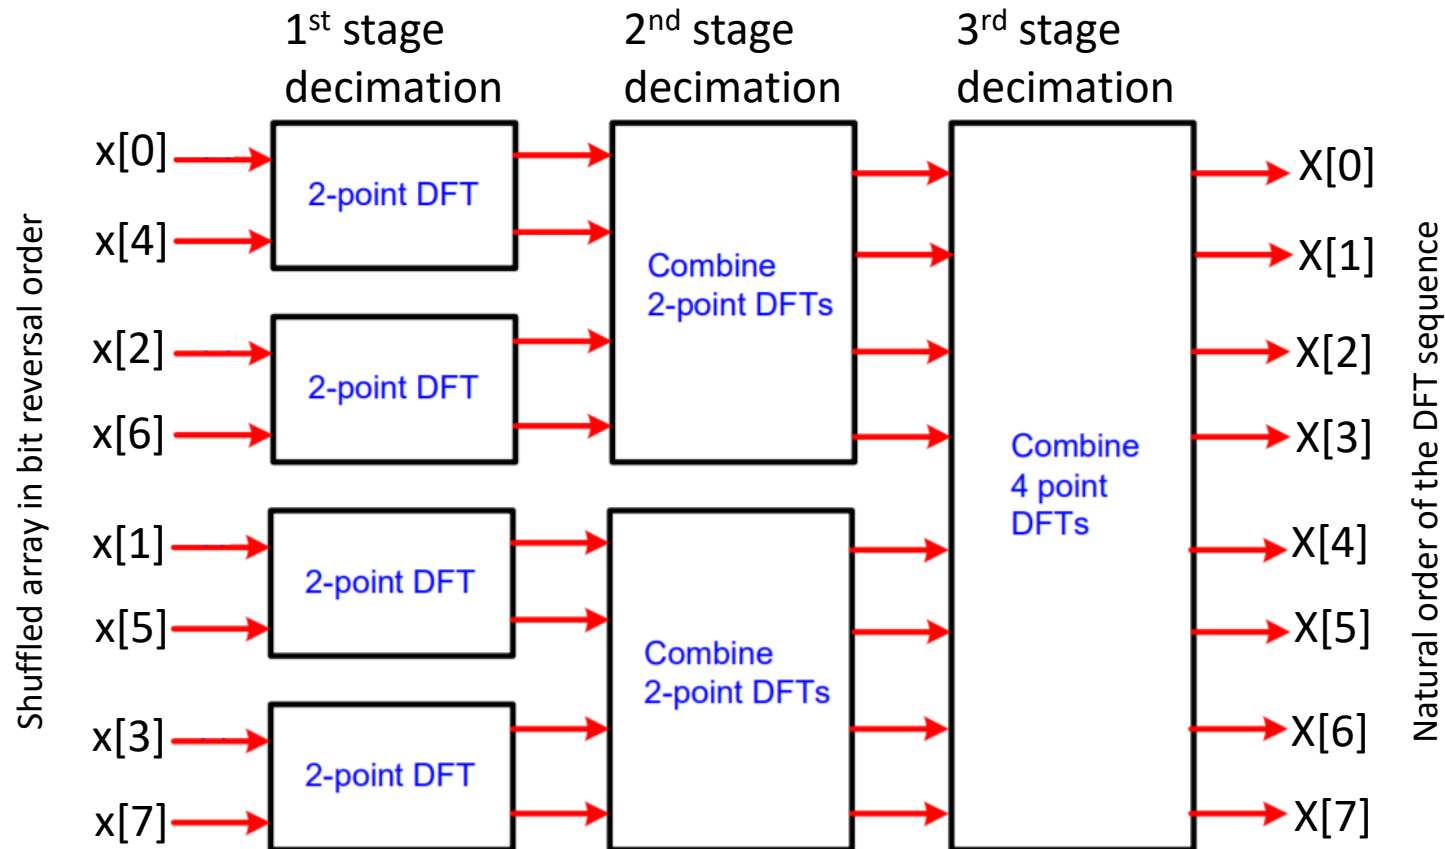 1st stage
decimation
2nd stage
decimation
3rd stage
decimation
Shuffled array in bit reversal order
x[0]
x[4]
x[2]
x[6]
x[1]
x[5]
x[3]
x[7]
2-point DFT
2-point DFT
2-point DFT
2-point DFT
Combine
2-point DFTs
Combine
2-point DFTs
Combine
4 point
DFTs
X[0]
X[1]
X[2]
X[3]
X[4]
X[5]
X[6]
X[7]
Natural order of the DFT sequence